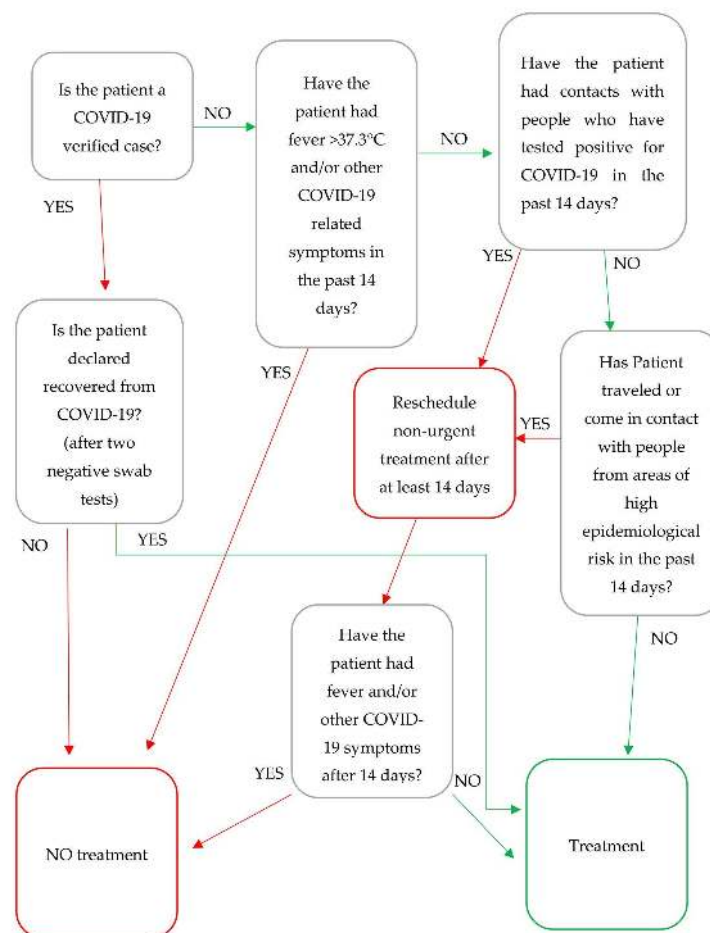 Is the patient a
COVID-19
verified case?
NO
Have the
patient had
fever >37.3°C
and/or other
COVID-19
related
symptoms in
the past 14
days?
NO
Have the patient
had contacts with
people who have
tested positive for
COVID-19 in the
past 14 days?
YES
YES
NO
Is the patient
declared
recovered from
COVID-19?
(after two
negative swab
tests)
YES
Reschedule
non-urgent
treatment after
at least 14 days
YES
Has Patient
traveled or
come in contact
with people
from areas of
high
epidemiological
risk in the past
14 days?
NO
YES
Have the
patient had
fever and/or
other COVID-
19 symptoms
after 14 days?
NO
YES
NO
NO treatment
Treatment